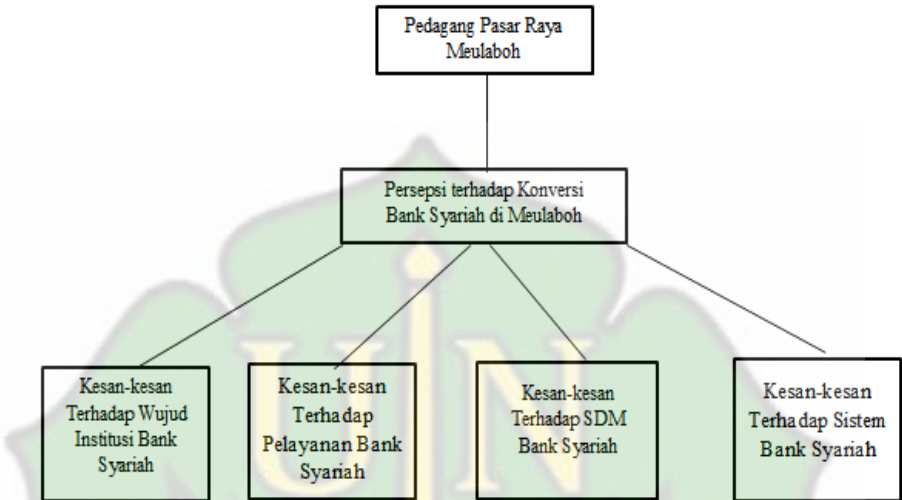 Pedagang Pasar Raya
Meulaboh
Persepsi terhadap Konversi
Bank Syariah di Meulaboh
Kesan-kesan
Terhadap Wujud
Institusi Bank
Syariah
Kesan-kesan
Terhadap
Pelayanan Bank
Syariah
Kesan-kesan
Terhadap SDM
Bank Syariah
Kesan-kesan
Terhadap Sistem
Bank Syariah
UIN